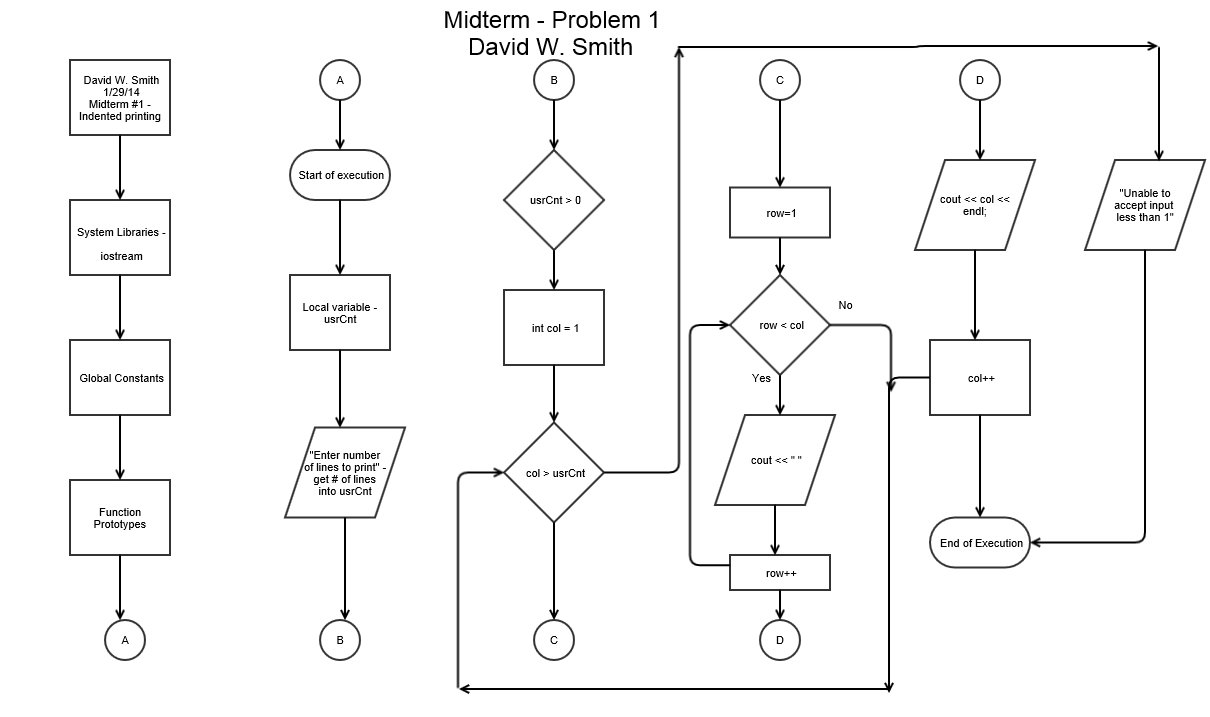 Midterm - Problem 1
David W. Smith
David W. Smith
1/29/14
Midterm #1 -
Indented printing
System Libraries -
iostream
Global Constants
Function
Prototypes
A
A
Start of execution
Local variable -
usrCnt
"Enter number
of lines to print" -
get # of lines
into usrCnt
B
B
usrCnt > 0
int col = 1
col > usrCnt
C
C
row=1
row < col
No
Yes
cout << " "
row++
D
D
cout << col <<
endl;
col++
End of Execution
"Unable to
accept input
less than 1"